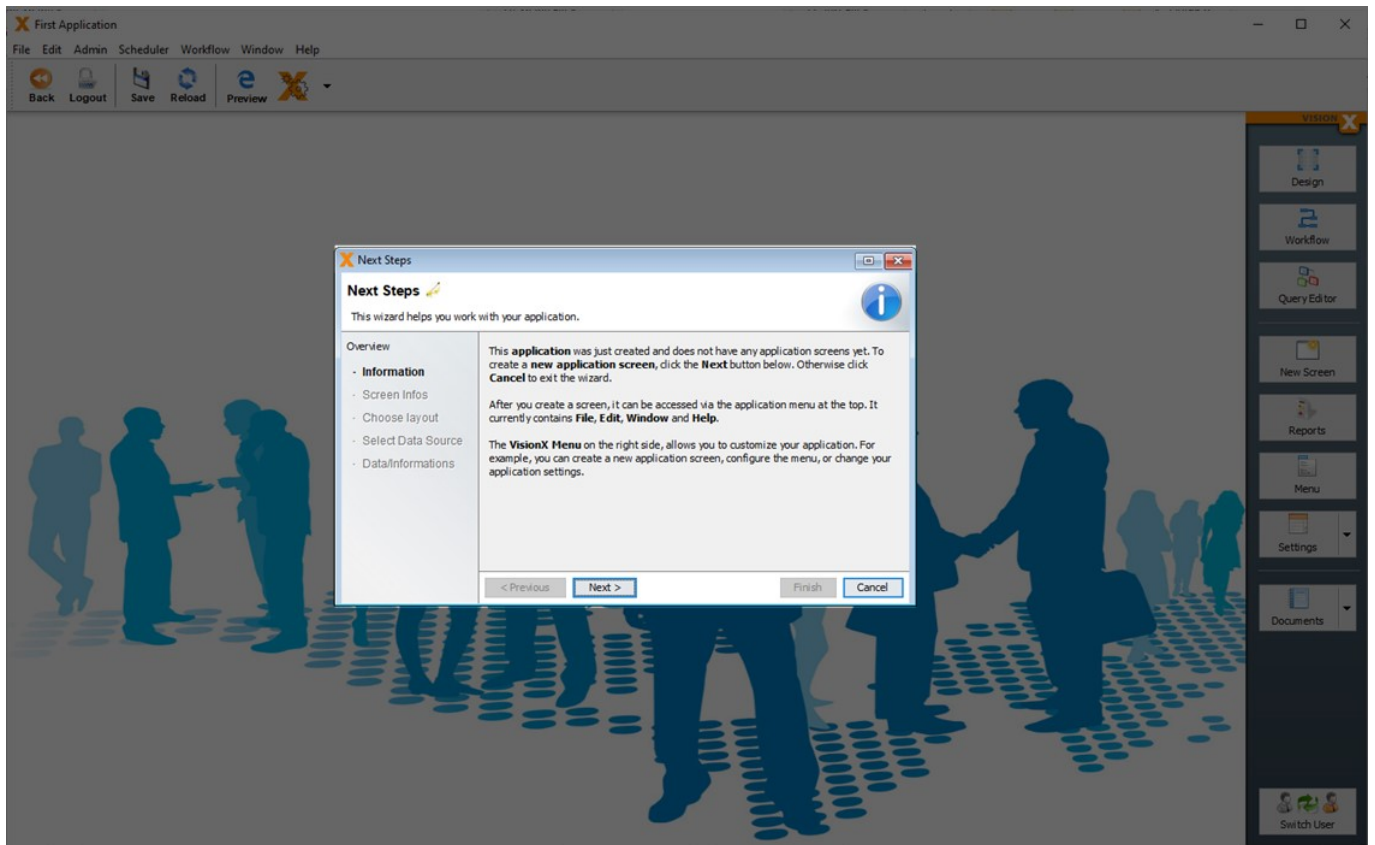 First Application
File Edit Admin Scheduler Workflow Window Help
Back Logout Save Reload Preview
VISION X
Design
Workflow
Query Editor
New Screen
Reports
Menu
Settings
Documents
Switch User
Next Steps
Next Steps
This wizard helps you work with your application.
Overview
· Information
· Screen Infos
· Choose layout
· Select Data Source
· Data/Informations
This application was just created and does not have any application screens yet. To
create a new application screen, click the Next button below. Otherwise click
Cancel to exit the wizard.
After you create a screen, it can be accessed via the application menu at the top. It
currently contains File, Edit, Window and Help.
The VisionX Menu on the right side, allows you to customize your application. For
example, you can create a new application screen, configure the menu, or change your
application settings.
< Previous Next > Finish Cancel